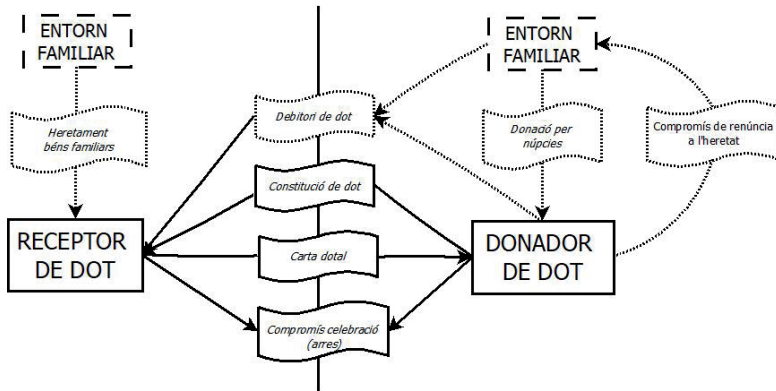 ENTORN
FAMILIAR
ENTORN
FAMILIAR
Heretament
béns familiars
Debitori de dot
Donació per
núpcies
Compromís de renúncia
a l'heretat
Constitució de dot
RECEPTOR
DE DOT
Carta dotal
DONADOR
DE DOT
Compromís celebració
(arres)